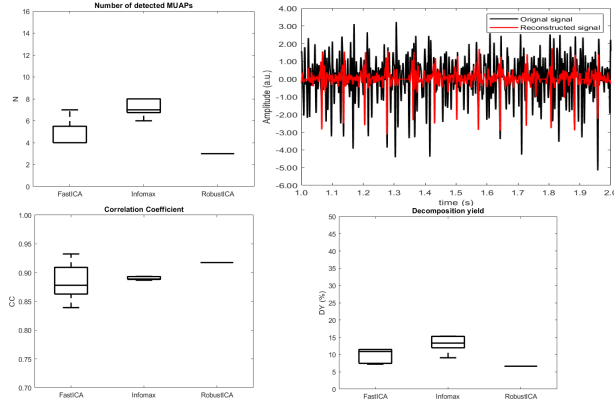 Number of detected MUAPs
16
14
12
10
8
6
4
2
0
N
FastICA Infomax RobustICA
4.00
3.00
2.00
1.00
0.00
-1.00
-2.00
-3.00
-4.00
-5.00
-6.00
Amplitude (a.u.)
Orignal signal
Reconstructed signal
1.0 1.1 1.2 1.3 1.4 1.5 1.6 1.7 1.8 1.9 2.0
time (s)
Correlation Coefficient
1.00
0.95
0.90
0.85
0.80
0.75
0.70
CC
FastICA Infomax RobustICA
Decomposition yield
50
45
40
35
30
25
20
15
10
5
0
DY (%)
FastICA Infomax RobustICA